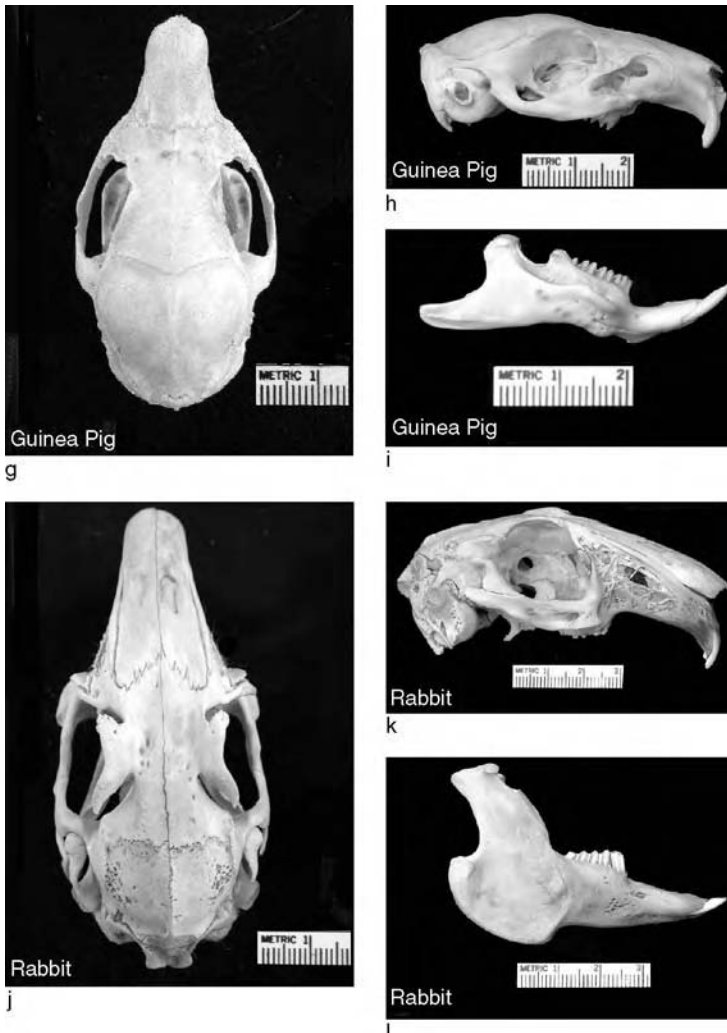 METRIC 1
Guinea Pig
g
Guinea Pig
METRIC 1 2
h
METRIC 1 2
Guinea Pig
i
METRIC 1
Rabbit
j
METRIC 1 2 3
Rabbit
k
METRIC 1 2 3
Rabbit
l